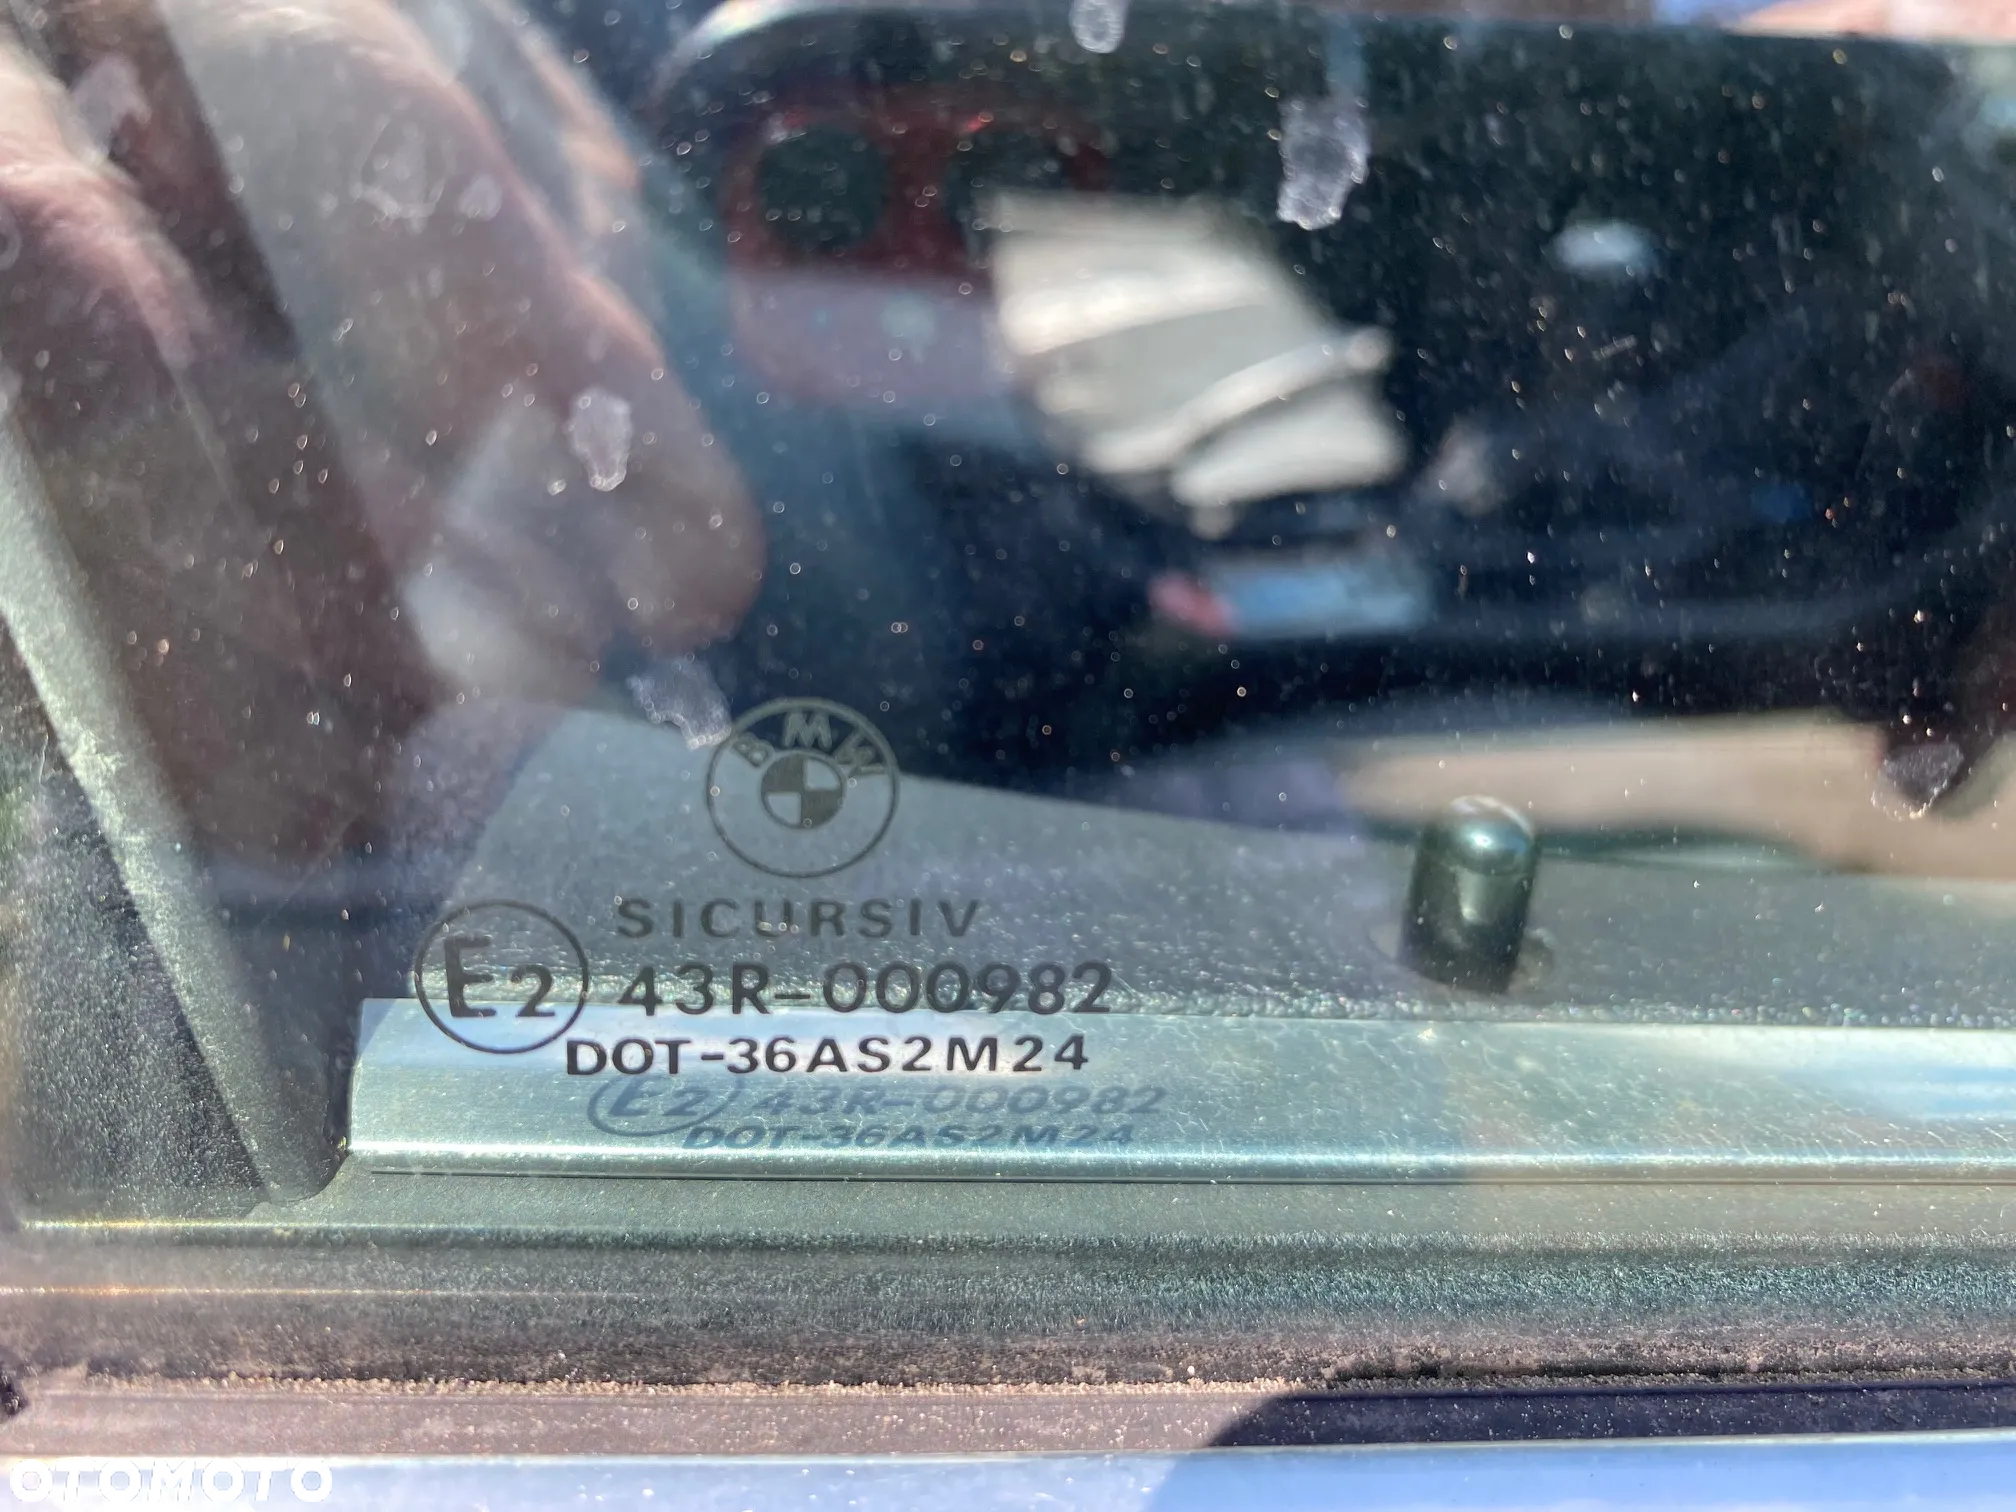 BMW
SICURSIV
E2 43R-000982
DOT-36AS2M24
E2 43R-000982
DOT-36AS2M24
OTOMOTO